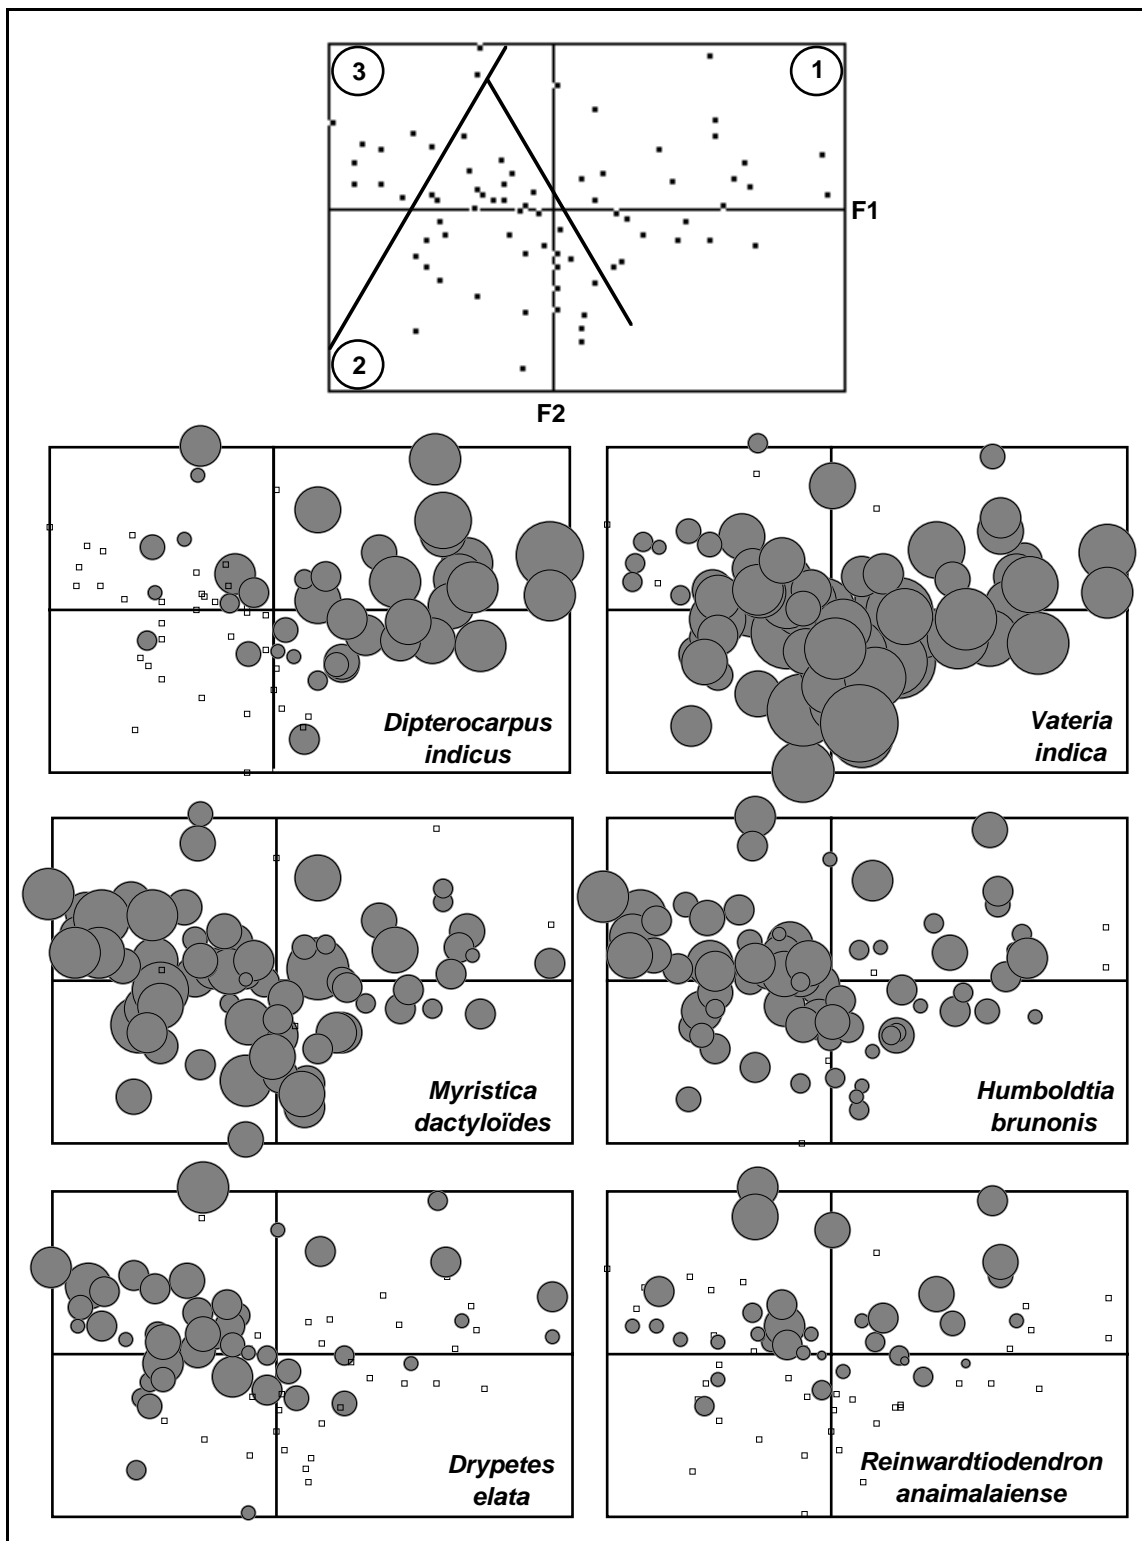 3
1
F1
2
F2
Dipterocarpus
indicus
Vateria
indica
Myristica
dactyloïdes
Humboldtia
brunonis
Drypetes
elata
Reinwardtiodendron
anaimalaiense